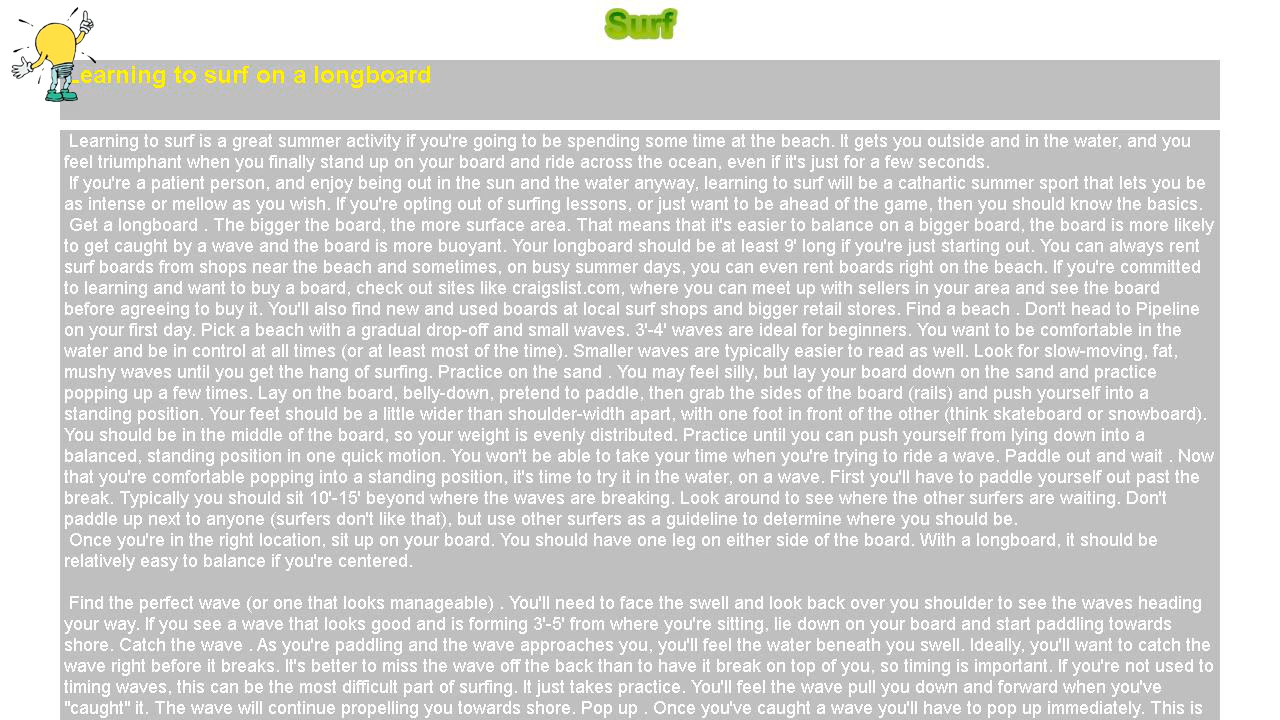 Surf
Learning to surf on a longboard
Learning to surf is a great summer activity if you're going to be spending some time at the beach. It gets you outside and in the water, and you
feel triumphant when you finally stand up on your board and ride across the ocean, even if it's just for a few seconds.
If you're a patient person, and enjoy being out in the sun and the water anyway, learning to surf will be a cathartic summer sport that lets you be
as intense or mellow as you wish. If you're opting out of surfing lessons, or just want to be ahead of the game, then you should know the basics.
Get a longboard . The bigger the board, the more surface area. That means that it's easier to balance on a bigger board, the board is more likely
to get caught by a wave and the board is more buoyant. Your longboard should be at least 9' long if you're just starting out. You can always rent
surf boards from shops near the beach and sometimes, on busy summer days, you can even rent boards right on the beach. If you're committed
to learning and want to buy a board, check out sites like craigslist.com, where you can meet up with sellers in your area and see the board
before agreeing to buy it. You'll also find new and used boards at local surf shops and bigger retail stores. Find a beach . Don't head to Pipeline
on your first day. Pick a beach with a gradual drop-off and small waves. 3'-4' waves are ideal for beginners. You want to be comfortable in the
water and be in control at all times (or at least most of the time). Smaller waves are typically easier to read as well. Look for slow-moving, fat,
mushy waves until you get the hang of surfing. Practice on the sand . You may feel silly, but lay your board down on the sand and practice
popping up a few times. Lay on the board, belly-down, pretend to paddle, then grab the sides of the board (rails) and push yourself into a
standing position. Your feet should be a little wider than shoulder-width apart, with one foot in front of the other (think skateboard or snowboard).
You should be in the middle of the board, so your weight is evenly distributed. Practice until you can push yourself from lying down into a
balanced, standing position in one quick motion. You won't be able to take your time when you're trying to ride a wave. Paddle out and wait . Now
that you're comfortable popping into a standing position, it's time to try it in the water, on a wave. First you'll have to paddle yourself out past the
break. Typically you should sit 10'-15' beyond where the waves are breaking. Look around to see where the other surfers are waiting. Don't
paddle up next to anyone (surfers don't like that), but use other surfers as a guideline to determine where you should be.
Once you're in the right location, sit up on your board. You should have one leg on either side of the board. With a longboard, it should be
relatively easy to balance if you're centered.
Find the perfect wave (or one that looks manageable) . You'll need to face the swell and look back over you shoulder to see the waves heading
your way. If you see a wave that looks good and is forming 3'-5' from where you're sitting, lie down on your board and start paddling towards
shore. Catch the wave . As you're paddling and the wave approaches you, you'll feel the water beneath you swell. Ideally, you'll want to catch the
wave right before it breaks. It's better to miss the wave off the back than to have it break on top of you, so timing is important. If you're not used to
timing waves, this can be the most difficult part of surfing. It just takes practice. You'll feel the wave pull you down and forward when you've
"caught" it. The wave will continue propelling you towards shore. Pop up . Once you've caught a wave you'll have to pop up immediately. This is